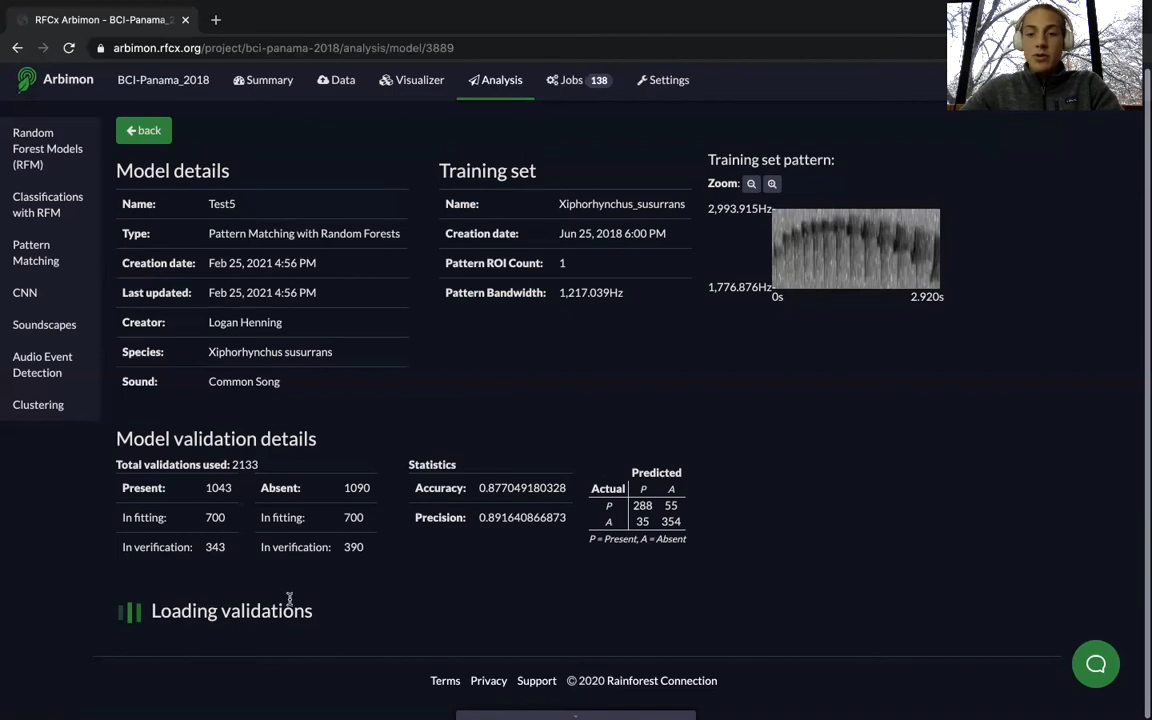 RFCx Arbimon - BCI-Panama_2
arbimon.rfcx.org/project/bci-panama-2018/analysis/model/3889
Arbimon BCI-Panama_2018 Summary Data Visualizer Analysis Jobs 138 Settings
Random
Forest Models
(RFM)
Classifications
with RFM
Pattern
Matching
CNN
Soundscapes
Audio Event
Detection
Clustering
back
Model details
Name: Test5
Type: Pattern Matching with Random Forests
Creation date: Feb 25, 2021 4:56 PM
Last updated: Feb 25, 2021 4:56 PM
Creator: Logan Henning
Species: Xiphorhynchus susurrans
Sound: Common Song
Training set
Name: Xiphorhynchus_susurrans
Creation date: Jun 25, 2018 6:00 PM
Pattern ROI Count: 1
Pattern Bandwidth: 1,217.039Hz
Training set pattern:
Zoom:
2,993.915Hz
1,776.876Hz
0s 2.920s
Model validation details
Total validations used: 2133
Present: 1043 Absent: 1090
In fitting: 700 In fitting: 700
In verification: 343 In verification: 390
Statistics
Accuracy: 0.877049180328
Precision: 0.891640866873
Predicted
Actual P A
P 288 55
A 35 354
P = Present, A = Absent
Loading validations
Terms Privacy Support © 2020 Rainforest Connection